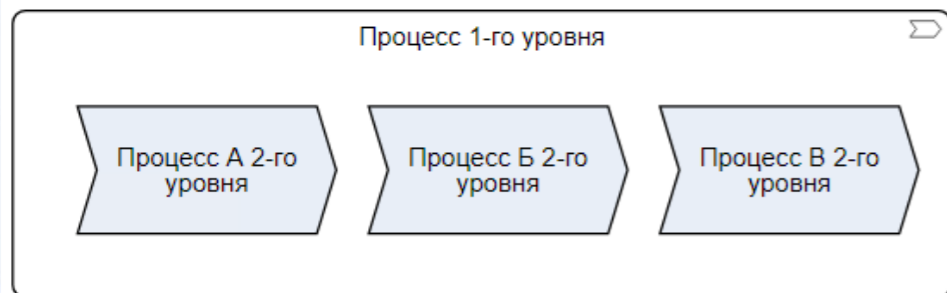 Процесс 1-го уровня
Процесс А 2-го
уровня
Процесс Б 2-го
уровня
Процесс В 2-го
уровня